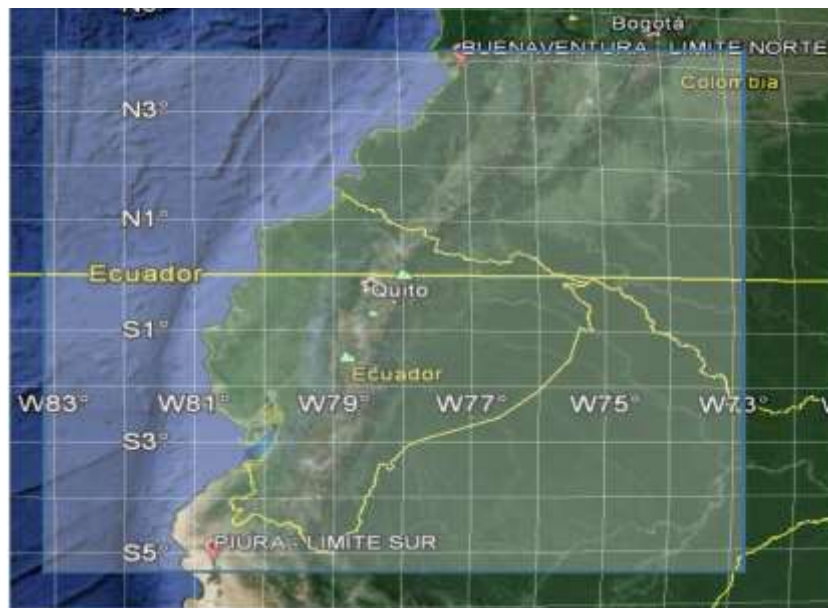 Bogotá
BUENAVENTURA - LIMITE NORTE
Colombia
N3°
N1°
Ecuador
Quito
S1°
Ecuador
W83° W81° W79° W77° W75° W73°
S3°
PIURA - LIMITE SUR
S5°